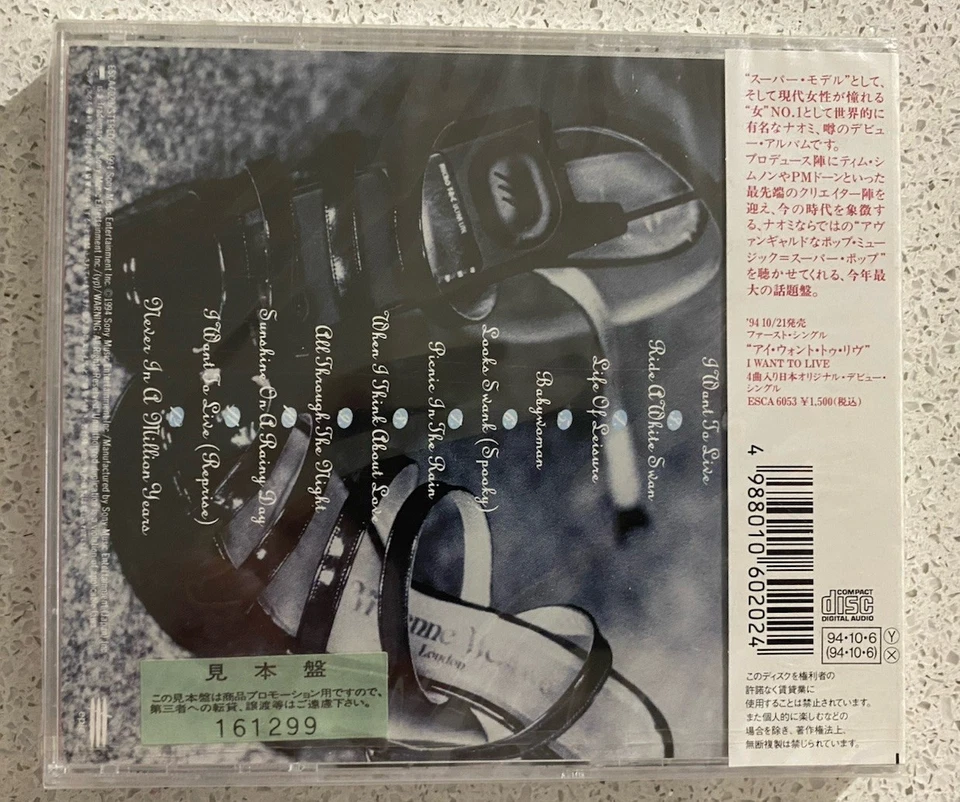 I Want To Live
Ride A White Swan
Life Of Leisure
Babywoman
Looks Swank (Spooky)
Picnic In The Rain
When I Think About Love
All Through The Night
Sunshine On A Rainy Day
I Want To Live (Reprise)
Never In A Million Years
London
見本盤
この見本盤は商品プロモーション用ですので、
第三者への転貸、譲渡等はご遠慮下さい。
161299
“スーパー・モデル”として、
そして現代女性が憧れる
“女”NO.1として世界的に
有名なナオミ、噂のデビュ
ー・アルバムです。
プロデュース陣にティム・シ
ムノンやPMドーンといった
最先端のクリエイター陣を
迎え、今の時代を象徴す
る、ナオミならではの“アヴ
ァンギャルドなポップ・ミュー
ジック=スーパー・ポップ”
を聴かせてくれる、今年最
大の話題盤。
'94 10/21発売
ファースト・シングル
“アイ・ウォント・トゥ・リヴ”
I WANT TO LIVE
4曲入り日本オリジナル・デビュー・
シングル
ESCA 6053 ¥1,500(税込)
4 988010 602024
COMPACT
disc
DIGITAL AUDIO
94・10・6 Y
(94・10・6) X
このディスクを権利者の
許諾なく賃貸業に
使用することは禁止されています。
また個人的に楽しむなどの
場合を除き、著作権法上、
無断複製は禁じられています。